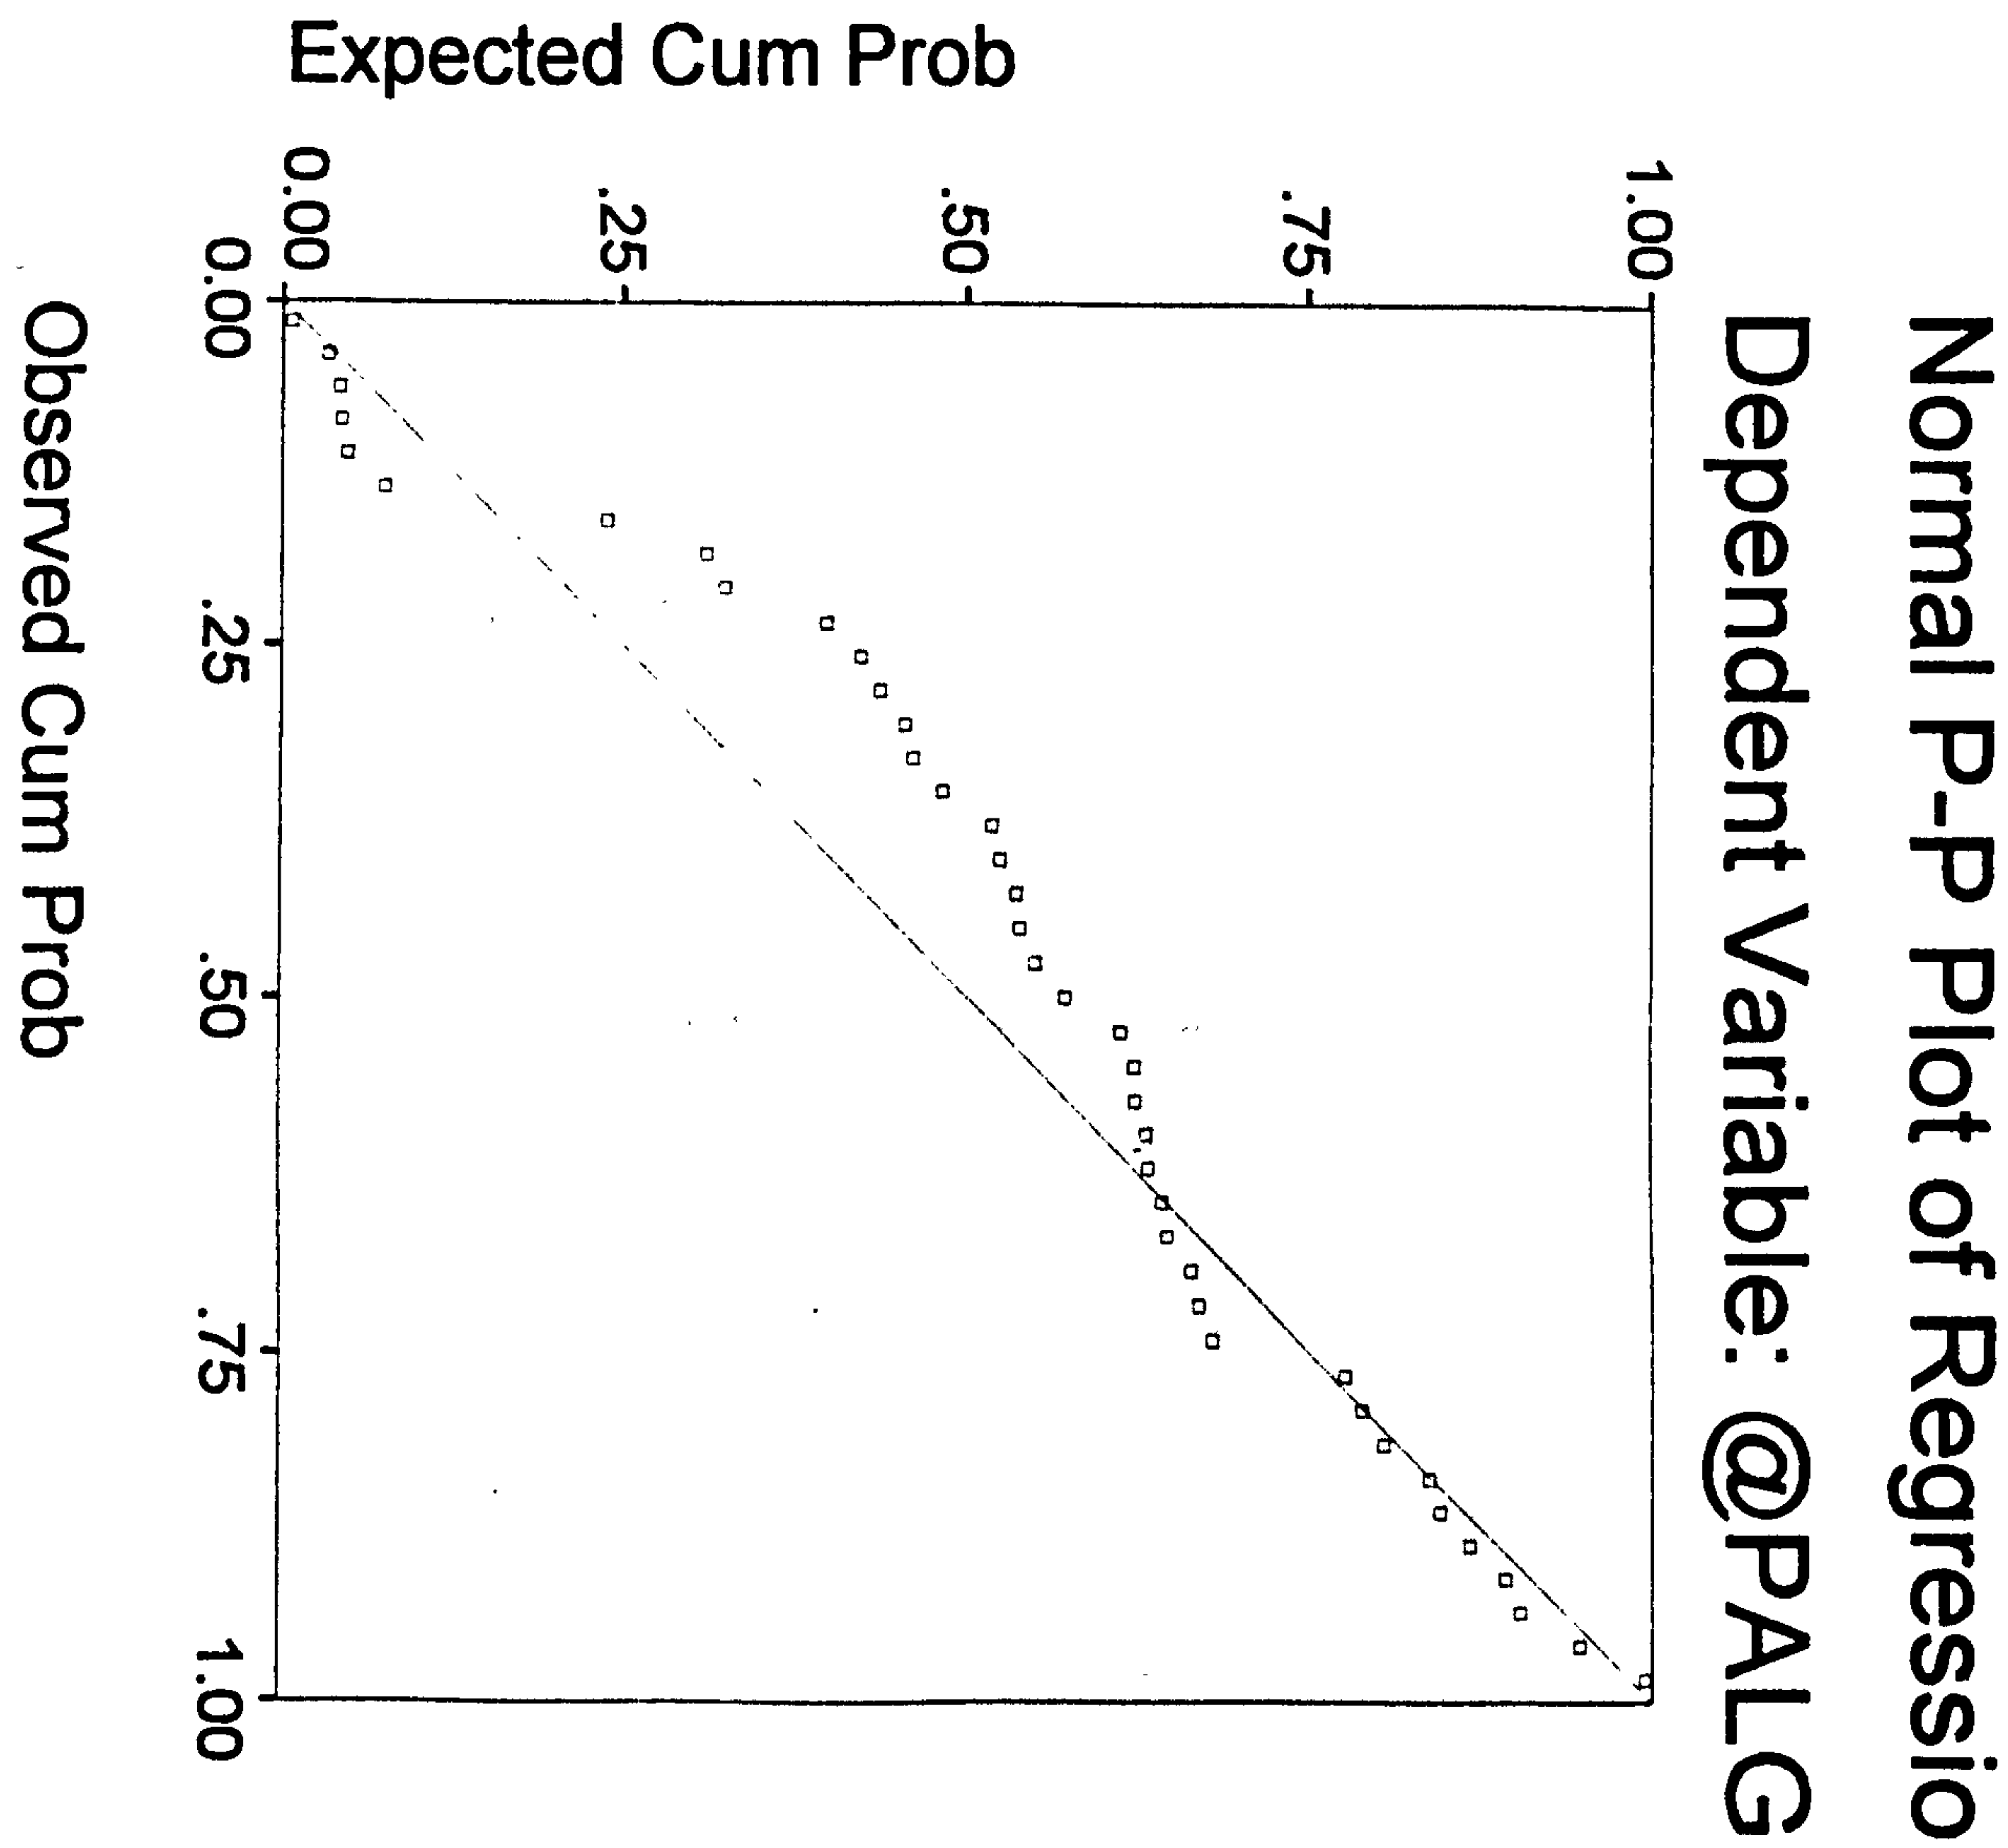 Normal P-P Plot of Regressio
Dependent Variable: @PALG
1.00
.75
.50
.25
0.00
Expected Cum Prob
0.00
.25
.50
.75
1.00
Observed Cum Prob